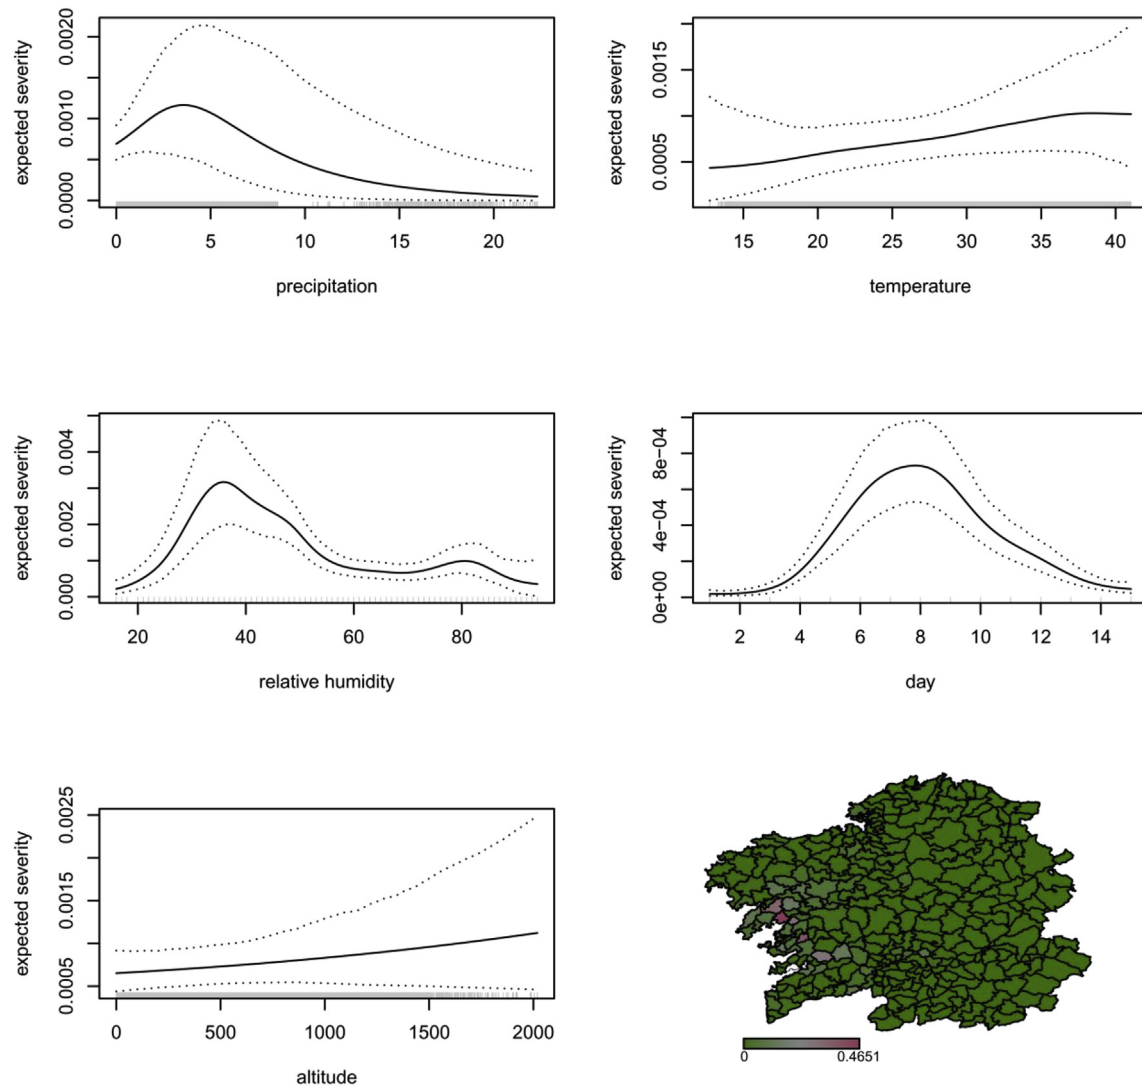 expected severity
0.0000 0.0010 0.0020
0 5 10 15 20
precipitation
expected severity
0.0005 0.0015
15 20 25 30 35 40
temperature
expected severity
0.000 0.002 0.004
20 40 60 80
relative humidity
expected severity
0e+00 4e−04 8e−04
2 4 6 8 10 12 14
day
expected severity
0.0005 0.0015 0.0025
0 500 1000 1500 2000
altitude
0 0.4651